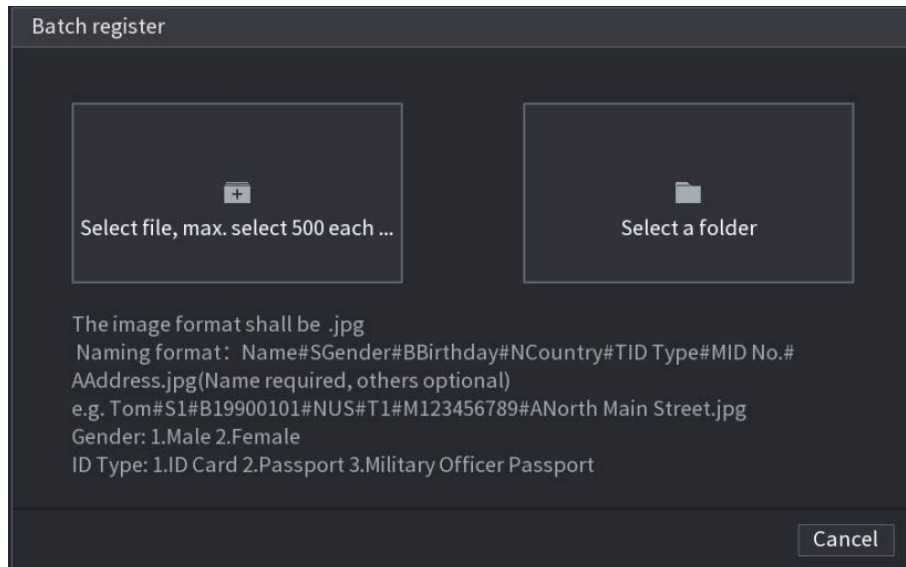 Batch register
Select file, max. select 500 each ...
Select a folder
The image format shall be .jpg
Naming format： Name#SGender#BBirthday#NCountry#TID Type#MID No.#
AAddress.jpg(Name required, others optional)
e.g. Tom#S1#B19900101#NUS#T1#M123456789#ANorth Main Street.jpg
Gender: 1.Male 2.Female
ID Type: 1.ID Card 2.Passport 3.Military Officer Passport
Cancel